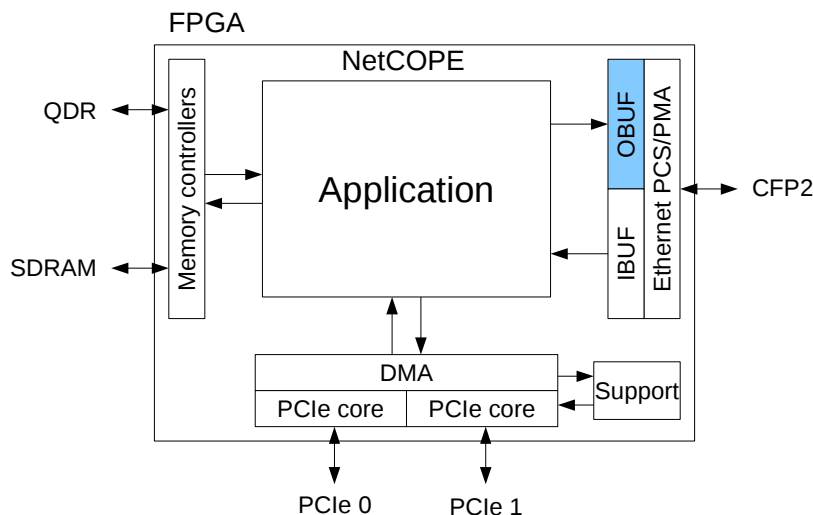 FPGA
NetCOPE
QDR
SDRAM
Memory controllers
Application
OBUF
IBUF
Ethernet PCS/PMA
CFP2
DMA
PCIe core
PCIe core
Support
PCIe 0
PCIe 1